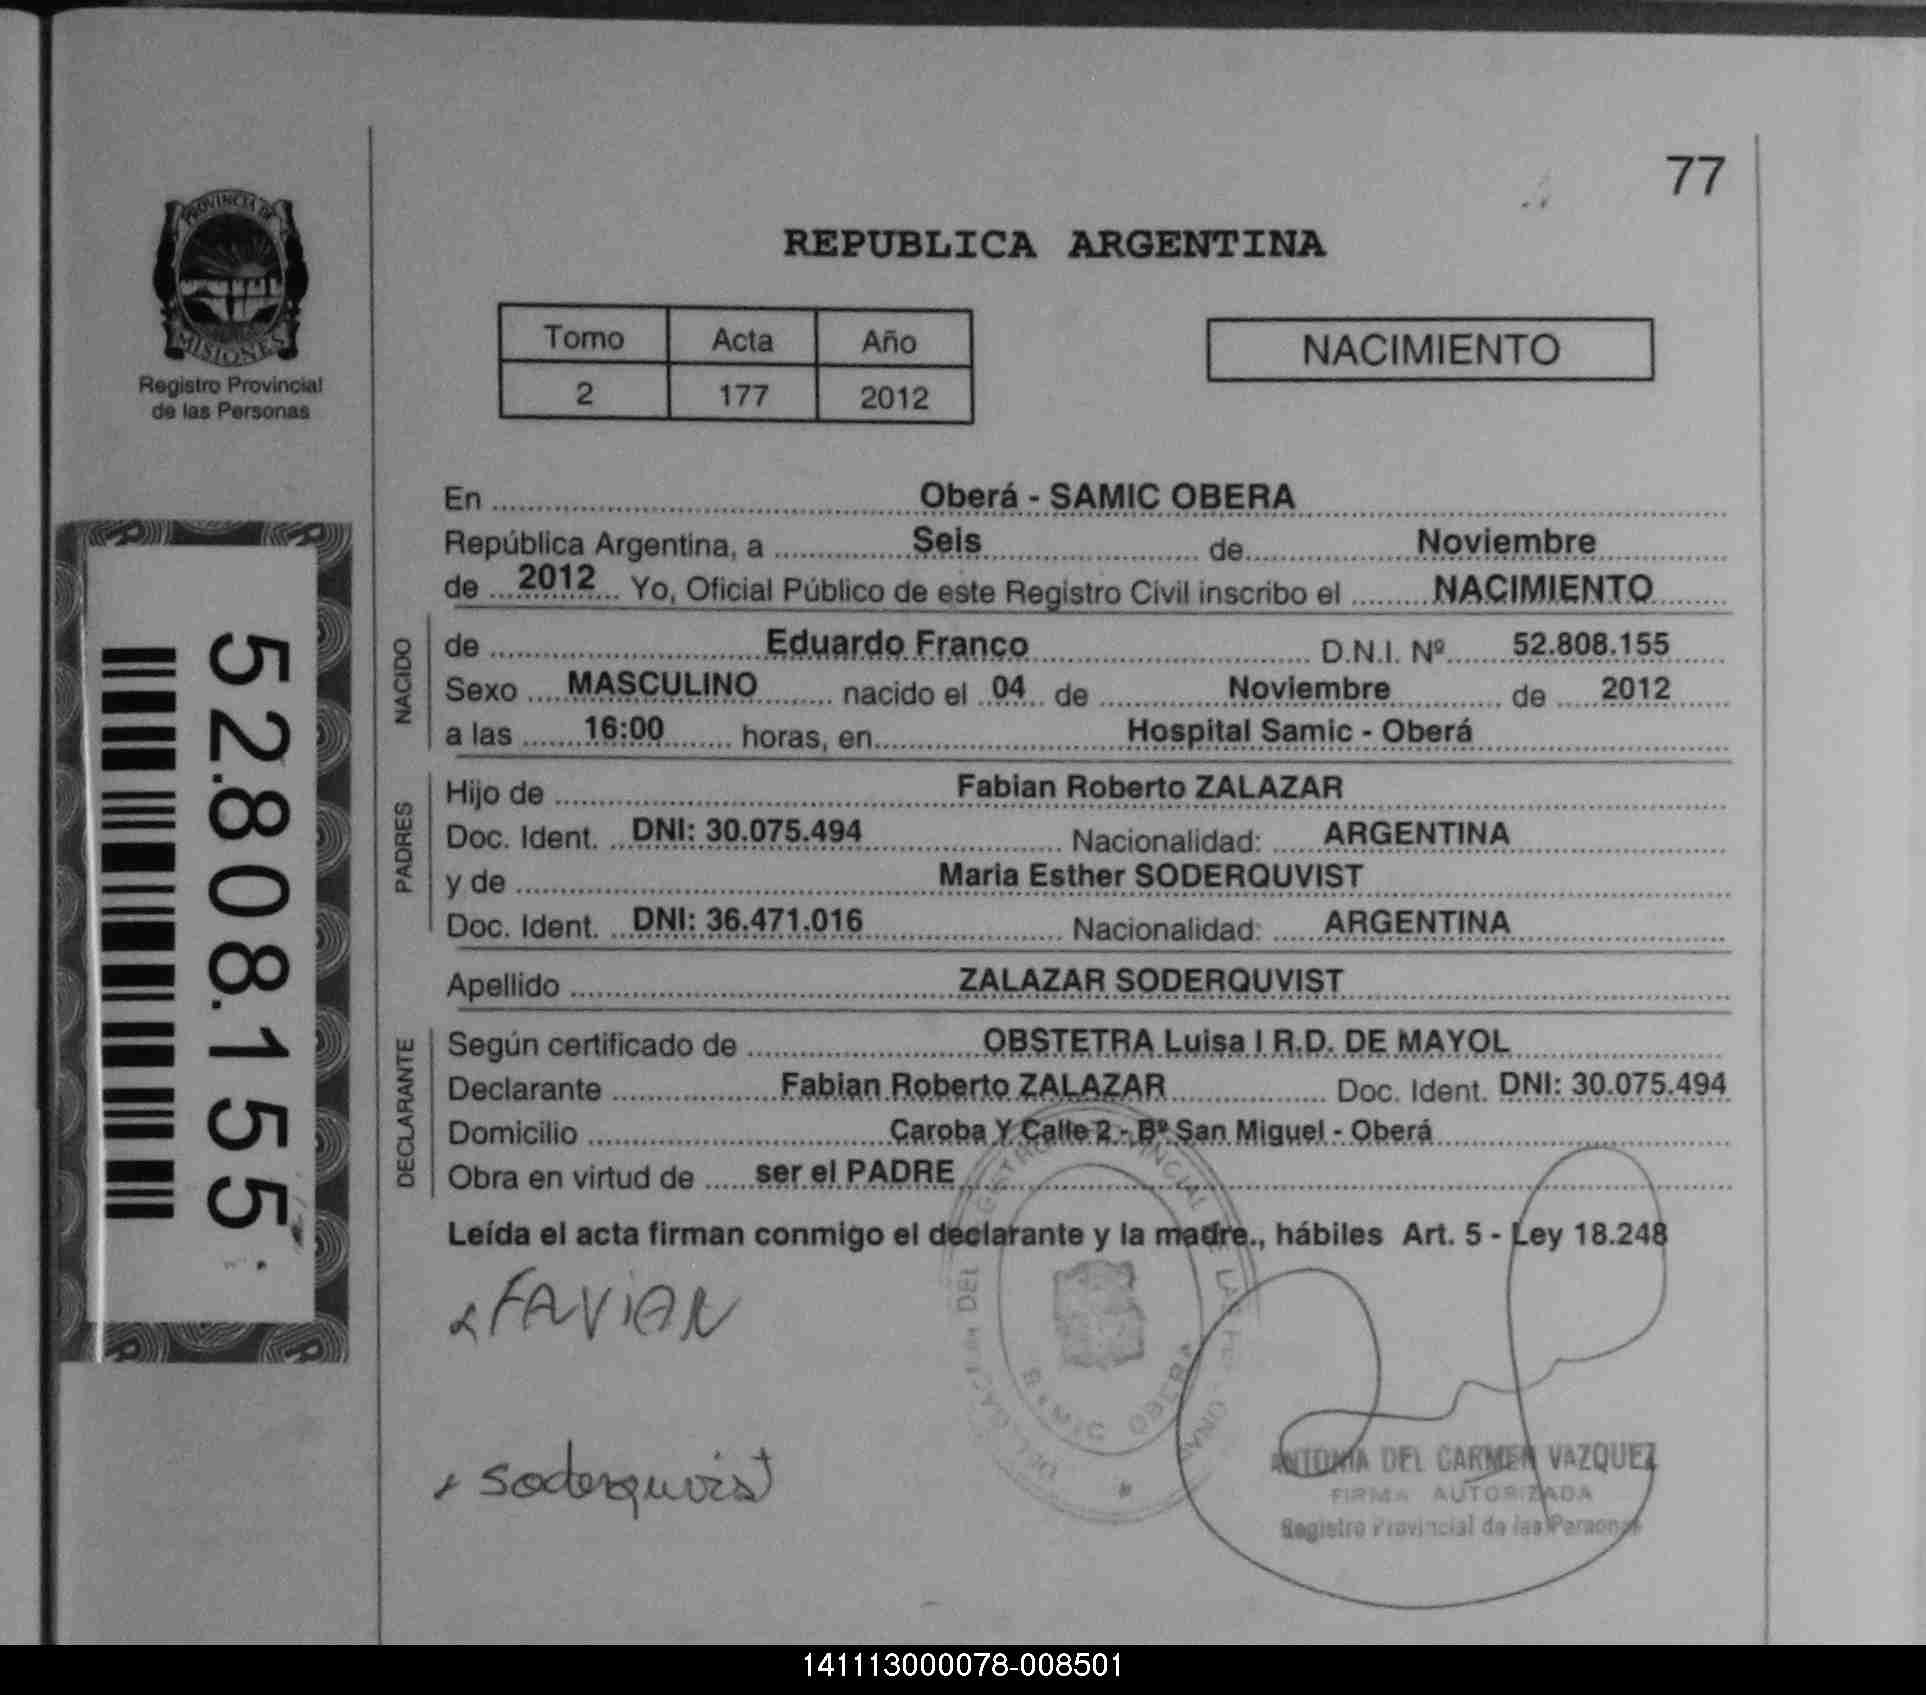 77
PROVINCIA DE
MISIONES
Registro Provincial
de las Personas
REPUBLICA ARGENTINA
Tomo Acta Año
2 177 2012
NACIMIENTO
52.808.155
En Oberá - SAMIC OBERA
República Argentina, a Seis de Noviembre
de 2012 Yo, Oficial Público de este Registro Civil inscribo el NACIMIENTO
NACIDO
de Eduardo Franco D.N.I. Nº 52.808.155
Sexo MASCULINO nacido el 04 de Noviembre de 2012
a las 16:00 horas, en Hospital Samic - Oberá
PADRES
Hijo de Fabian Roberto ZALAZAR
Doc. Ident. DNI: 30.075.494 Nacionalidad: ARGENTINA
y de Maria Esther SODERQUVIST
Doc. Ident. DNI: 36.471.016 Nacionalidad: ARGENTINA
Apellido ZALAZAR SODERQUVIST
DECLARANTE
Según certificado de OBSTETRA Luisa I R.D. DE MAYOL
Declarante Fabian Roberto ZALAZAR Doc. Ident. DNI: 30.075.494
Domicilio Caroba Y Calle 2 - Bº San Miguel - Oberá
Obra en virtud de ser el PADRE
Leída el acta firman conmigo el declarante y la madre., hábiles Art. 5 - Ley 18.248
FAVIAN
Soderquvist
SAMIC OBERA
ANTONIA DEL CARMEN VAZQUEZ
FIRMA AUTORIZADA
Registro Provincial de las Personas
141113000078-008501